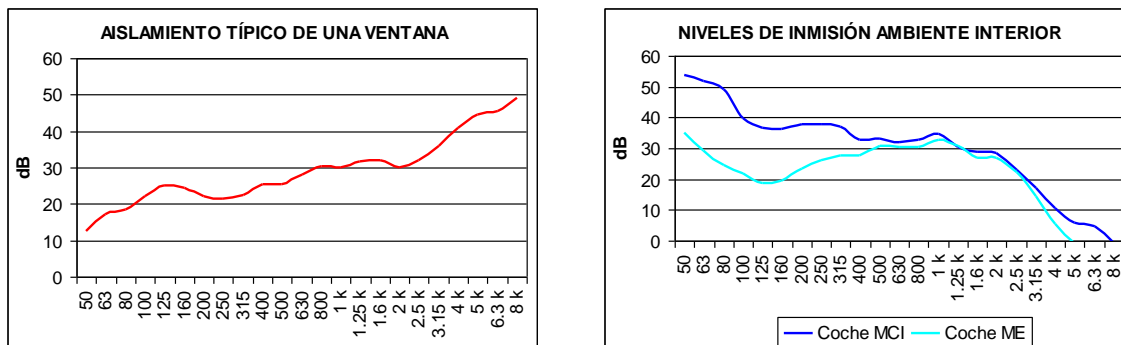 AISLAMIENTO TÍPICO DE UNA VENTANA
dB
60
50
40
30
20
10
0
50 63 80 100 125 160 200 250 315 400 500 630 800 1 k 1.25 k 1.6 k 2 k 2.5 k 3.15 k 4 k 5 k 6.3 k 8 k
NIVELES DE INMISIÓN AMBIENTE INTERIOR
dB
60
50
40
30
20
10
0
50 63 80 100 125 160 200 250 315 400 500 630 800 1 k 1.25 k 1.6 k 2 k 2.5 k 3.15 k 4 k 5 k 6.3 k 8 k
Coche MCI Coche ME